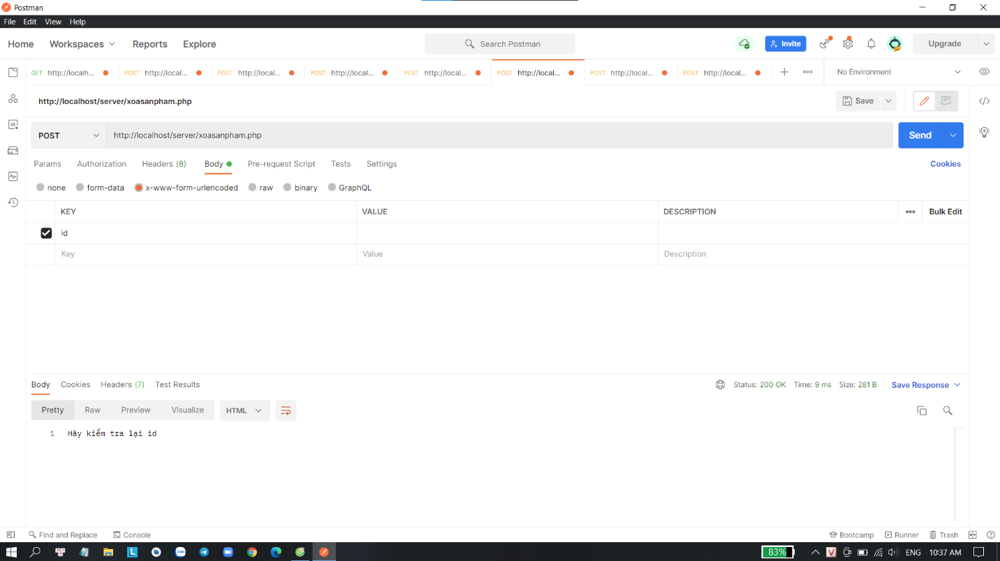 Postman
File Edit View Help
Home Workspaces Reports Explore Search Postman Invite Upgrade
GET http://localh... POST http://local... POST http://local... POST http://local... POST http://local... POST http://local... POST http://local... POST http://local... No Environment
http://localhost/server/xoasanpham.php Save
POST http://localhost/server/xoasanpham.php Send
Params Authorization Headers (8) Body Pre-request Script Tests Settings Cookies
none form-data x-www-form-urlencoded raw binary GraphQL
KEY VALUE DESCRIPTION Bulk Edit
id
Key Value Description
Body Cookies Headers (7) Test Results Status: 200 OK Time: 9 ms Size: 281 B Save Response
Pretty Raw Preview Visualize HTML
1 Hãy kiểm tra lại id
Find and Replace Console Bootcamp Runner Trash
L Zalo 83% V ENG 10:37 AM